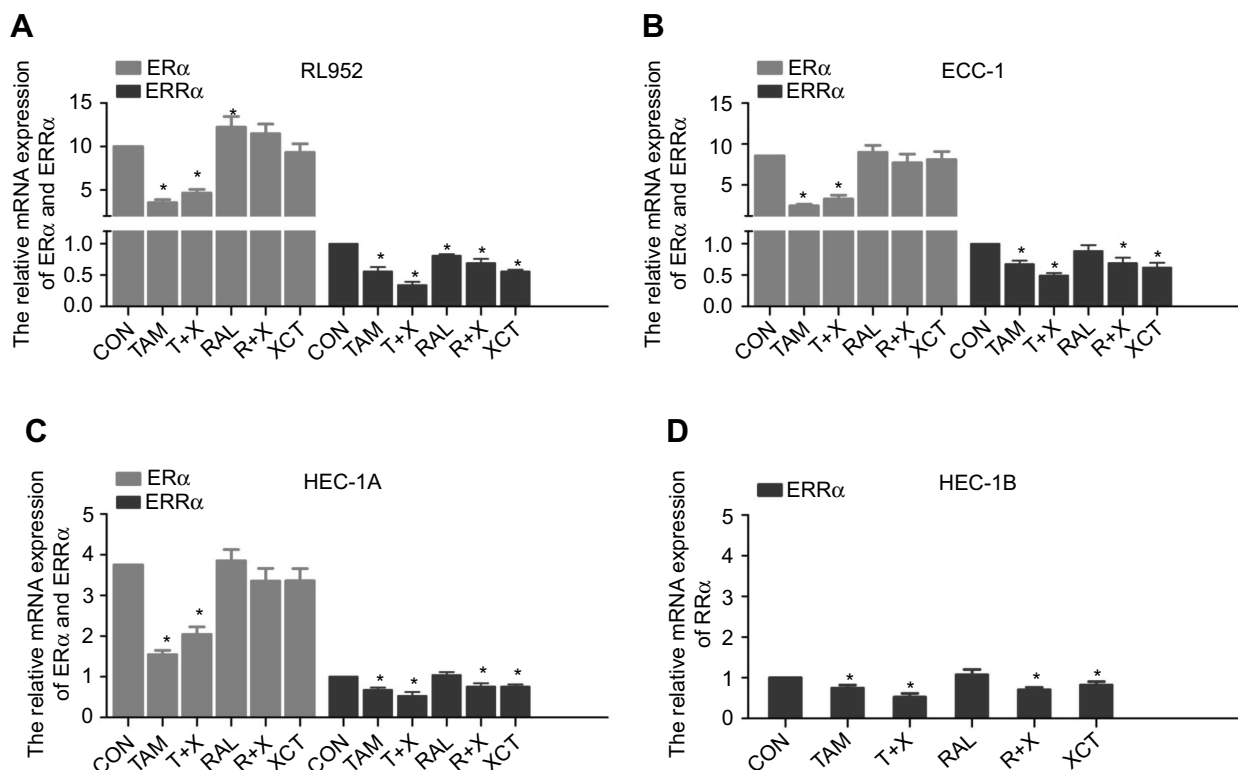 A
RL952
ERα
ERRα
The relative mRNA expression
of ERα and ERRα
15
10
5
1.0
0.5
0.0
* * * * * * * *
CON TAM T+X RAL R+X XCT CON TAM T+X RAL R+X XCT
B
ECC-1
ERα
ERRα
The relative mRNA expression
of ERα and ERRα
15
10
5
1.0
0.5
0.0
* * * * * *
CON TAM T+X RAL R+X XCT CON TAM T+X RAL R+X XCT
C
HEC-1A
ERα
ERRα
The relative mRNA expression
of ERα and ERRα
5
4
3
2
1
0
* * * * * *
CON TAM T+X RAL R+X XCT CON TAM T+X RAL R+X XCT
D
HEC-1B
ERRα
The relative mRNA expression
of RRα
5
4
3
2
1
0
* * * *
CON TAM T+X RAL R+X XCT